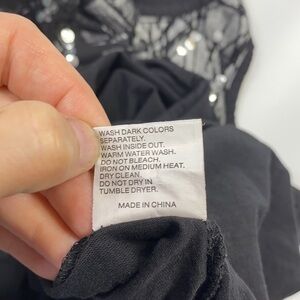 WASH DARK COLORS
SEPARATELY.
WASH INSIDE OUT.
WARM WATER WASH.
DO NOT BLEACH.
IRON ON MEDIUM HEAT.
DRY CLEAN.
DO NOT DRY IN
TUMBLE DRYER.
MADE IN CHINA